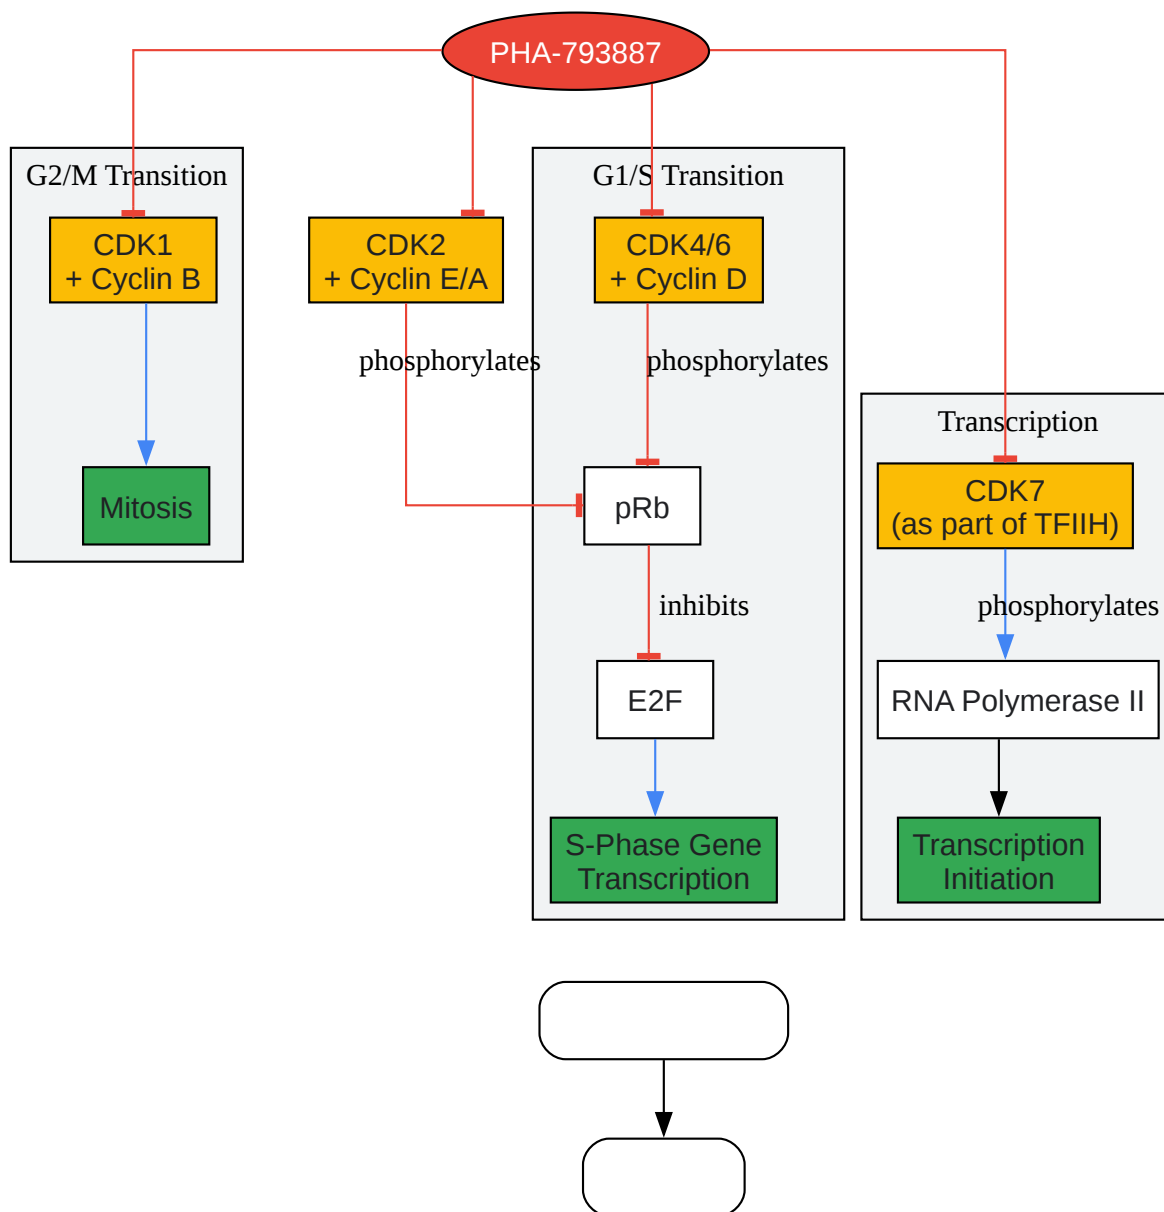 PHA-793887
G2/M Transition
G1/S Transition
CDK1
+ Cyclin B
CDK2
+ Cyclin E/A
CDK4/6
+ Cyclin D
phosphorylates
phosphorylates
Transcription
Mitosis
pRb
CDK7
(as part of TFIIH)
inhibits
phosphorylates
E2F
RNA Polymerase II
S-Phase Gene
Transcription
Transcription
Initiation